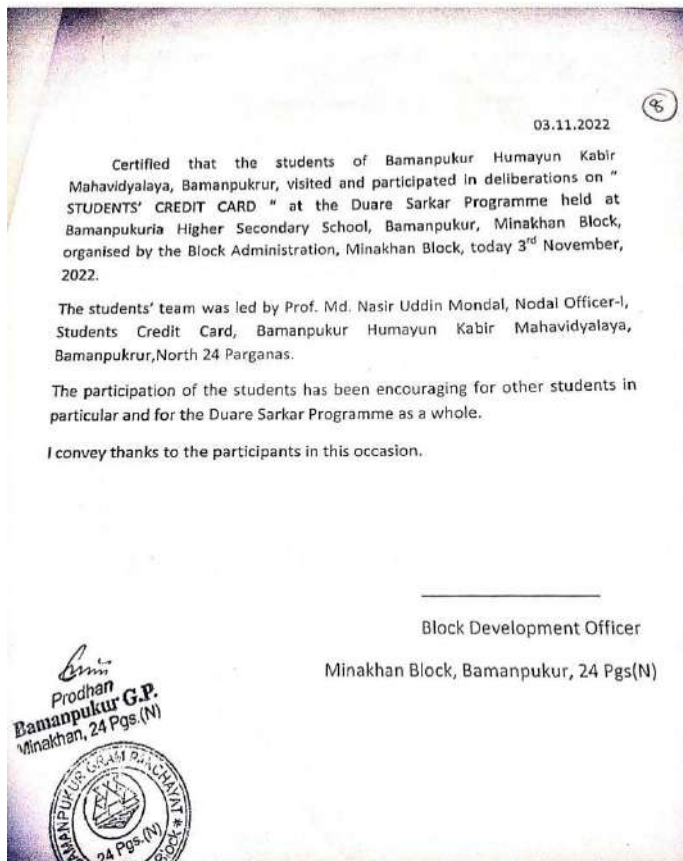 8
03.11.2022
Certified that the students of Bamanpukur Humayun Kabir
Mahavidyalaya, Bamanpukrur, visited and participated in deliberations on “
STUDENTS’ CREDIT CARD “ at the Duare Sarkar Programme held at
Bamanpukuria Higher Secondary School, Bamanpukur, Minakhan Block,
organised by the Block Administration, Minakhan Block, today 3rd November,
2022.
The students’ team was led by Prof. Md. Nasir Uddin Mondal, Nodal Officer-I,
Students Credit Card, Bamanpukur Humayun Kabir Mahavidyalaya,
Bamanpukrur,North 24 Parganas.
The participation of the students has been encouraging for other students in
particular and for the Duare Sarkar Programme as a whole.
I convey thanks to the participants in this occasion.
Block Development Officer
Minakhan Block, Bamanpukur, 24 Pgs(N)
Prodhan
Bamanpukur G.P.
Minakhan, 24 Pgs.(N)
BAMANPUKUR GRAM PANCHAYAT
24 Pgs.(N)
Block